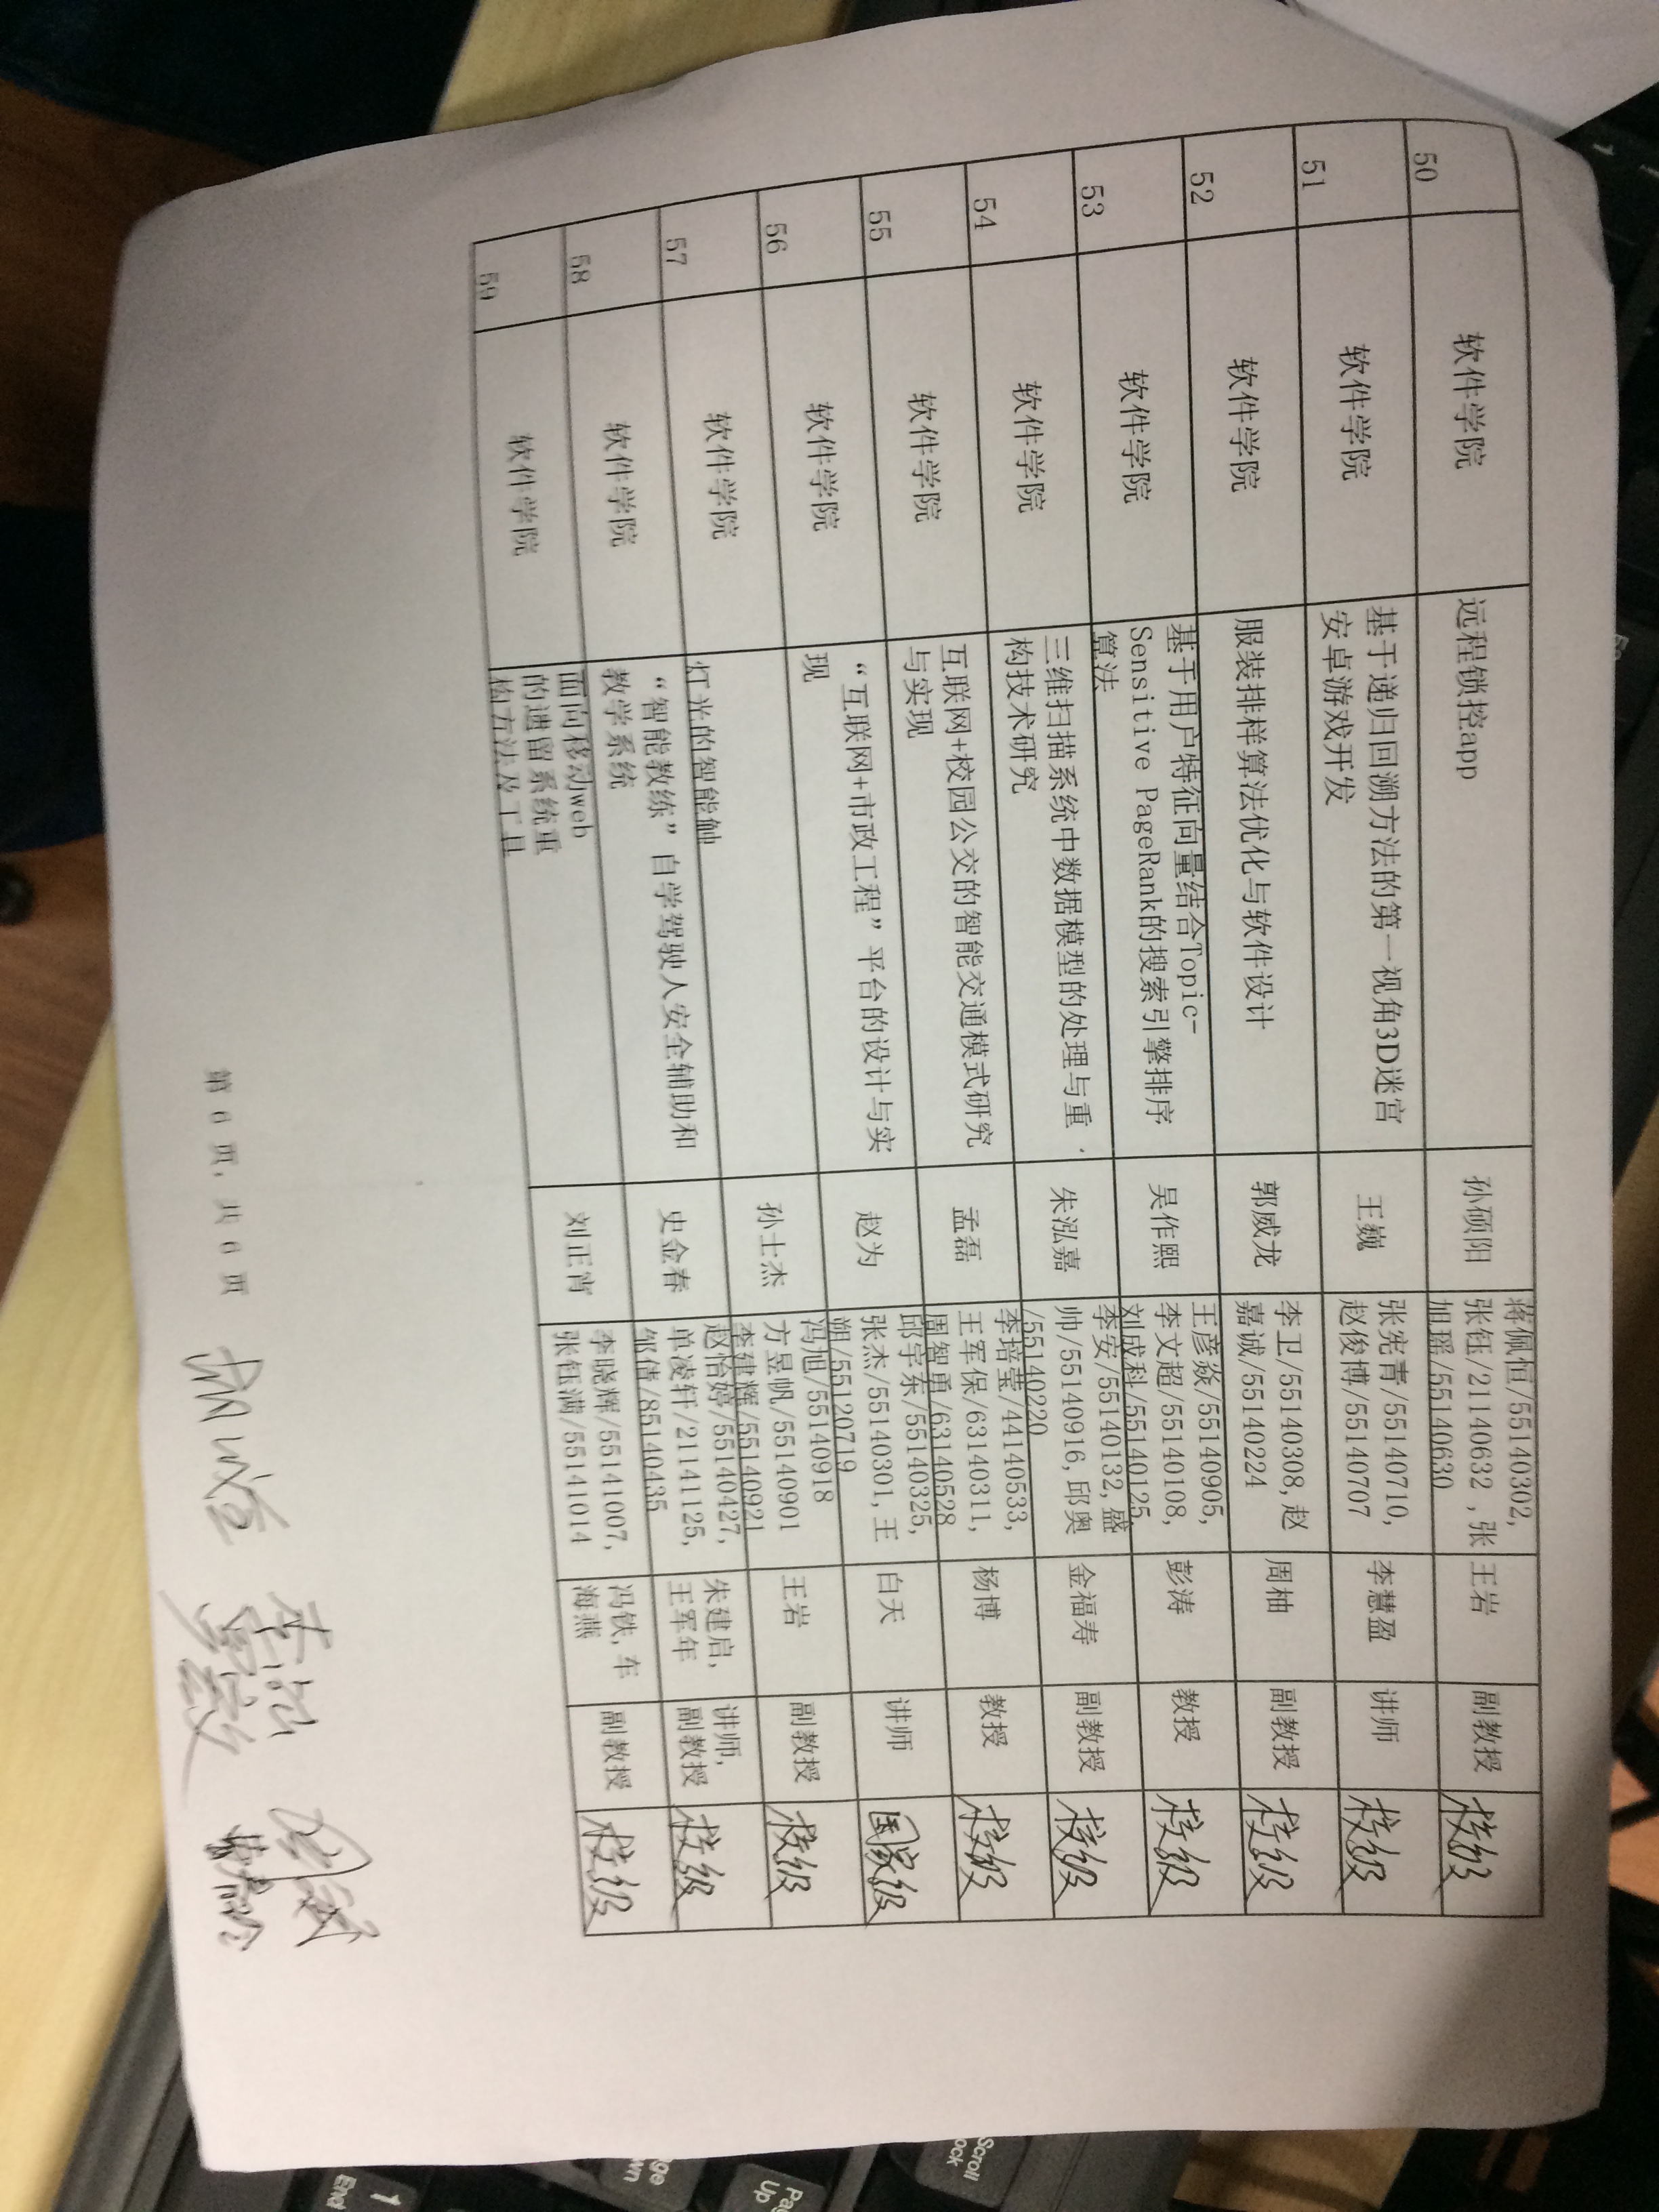 50 软件学院 远程锁控app 孙硕阳 蒋佩恒/55140302, 张钰/21140632 ,张旭瑶/55140630 王岩 副教授 校级
51 软件学院 基于递归回溯方法的第一视角3D迷宫安卓游戏开发 王巍 张宪青/55140710, 赵俊博/55140707 李慧盈 讲师 校级
52 软件学院 服装排样算法优化与软件设计 郭威龙 李卫/55140308,赵嘉诚/55140224 周柚 副教授 校级
53 软件学院 基于用户特征向量结合Topic-Sensitive PageRank的搜索引擎排序算法 吴作熙 王彦焱/55140905, 李文超/55140108, 刘成科/55140125, 彭涛 教授 校级
54 软件学院 三维扫描系统中数据模型的处理与重构技术研究 朱泓嘉 李安/55140132,盛帅/55140916,邱奥/55140220 金福寿 副教授 校级
55 软件学院 互联网+校园公交的智能交通模式研究与实现 孟磊 李培莹/44140533, 王军保/63140311, 周智勇/63140528 杨博 教授 校级
56 软件学院 “互联网+市政工程”平台的设计与实现 赵为 邱宇东/55140325, 张杰/55140301,王朔/55120719 白天 讲师 国家级
57 软件学院 灯光的智能触 孙士杰 冯旭/55140918 方昱帆/55140901 李建辉/55140921 王岩 副教授 校级
58 软件学院 “智能教练”自学驾驶人安全辅助和教学系统 史金春 赵怡婷/55140427, 单凌轩/21141125, 邹倩/85140435 朱建启, 王军年 讲师, 副教授 校级
59 软件学院 面向移动web的遗留系统重构方法及工具 刘正宵 李晓辉/55141007, 张钰满/55141014 冯铁,车海燕 副教授 校级
第 6 页, 共 6 页